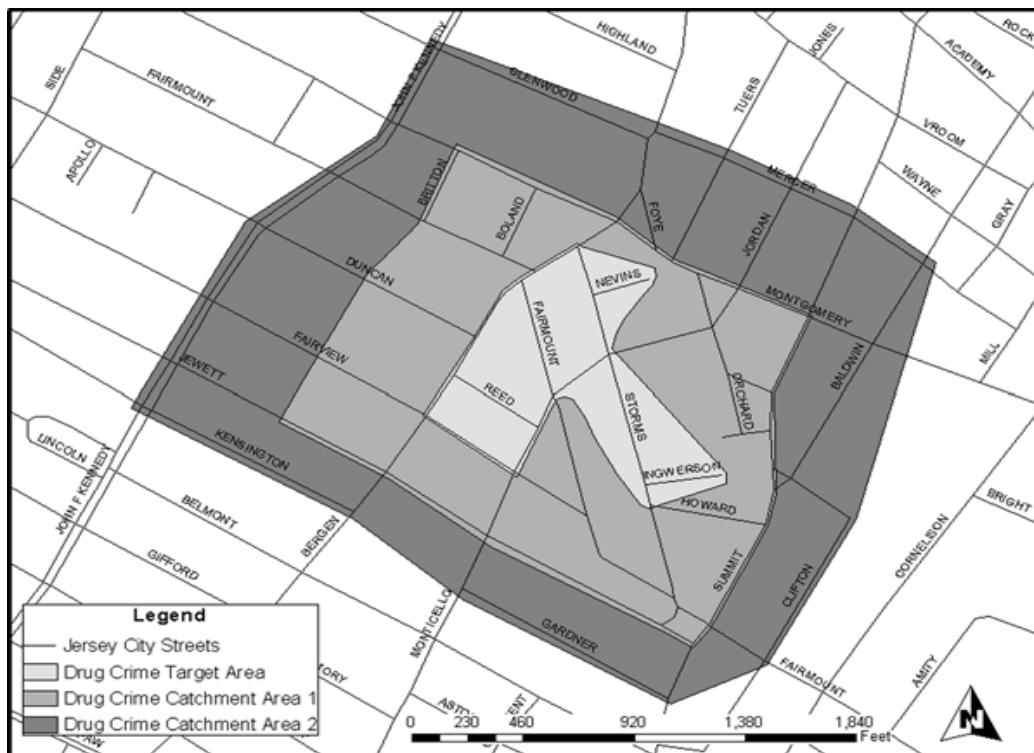 HIGHLAND
JONES
ROCK
ACADEMY
SIDE
FAIRMOUNT
GLENWOOD
TUERS
VROOM
APOLLO
BRITTON
MERCER
WAYNE
GRAY
BOLAND
FOYE
JORDAN
DUNCAN
NEVINS
MONTGOMERY
FAIRMOUNT
FAIRVIEW
MILL
BALDWIN
JEWETT
REED
STORMS
ORCHARD
KENSINGTON
LINCOLN
INGWERSON
JOHN F KENNEDY
BELMONT
HOWARD
BRIGHT
BERGEN
CORNELISON
GIFFORD
SUMMIT
CLIFTON
MONTICELLO
GARDNER
FAIRMOUNT
AMITY
Legend
Jersey City Streets
Drug Crime Target Area
Drug Crime Catchment Area 1
Drug Crime Catchment Area 2
0 230 460 920 1,380 1,840
Feet
N